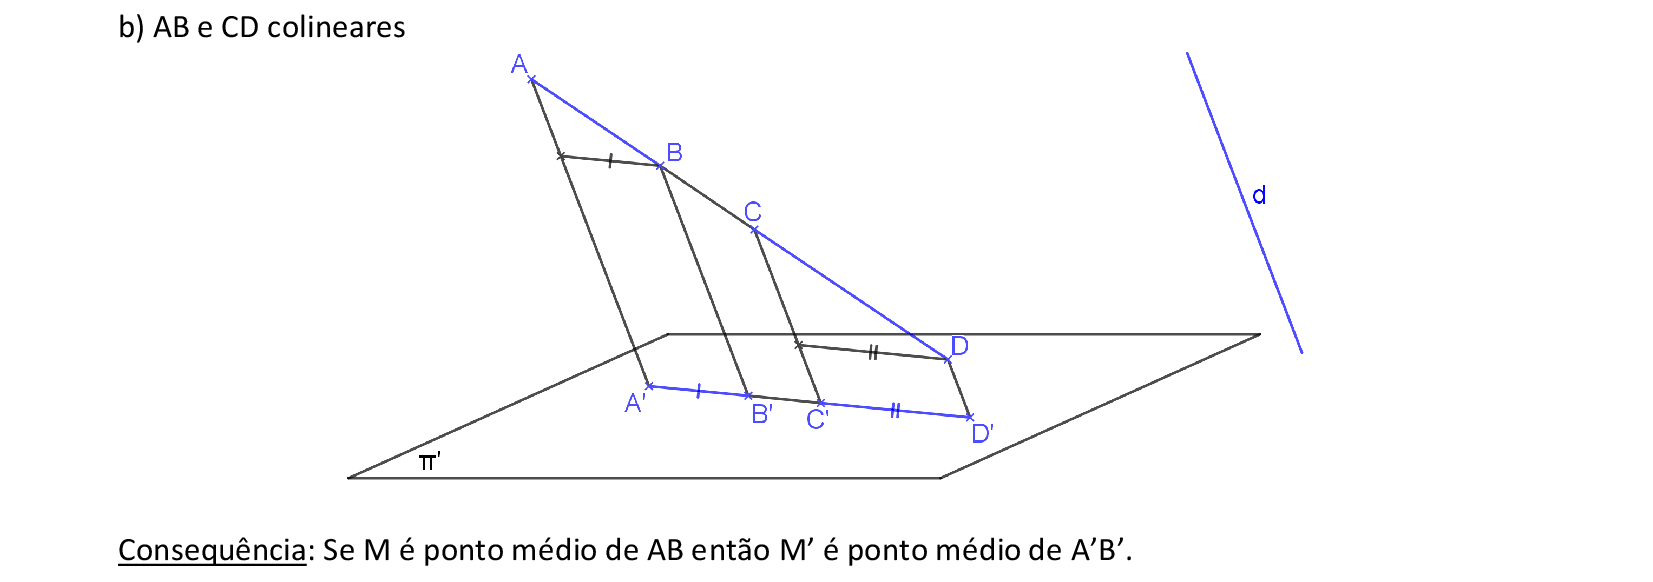 b) AB e CD colineares
A
B
C
d
D
A'
B'
C'
D'
π'
Consequência: Se M é ponto médio de AB então M’ é ponto médio de A’B’.